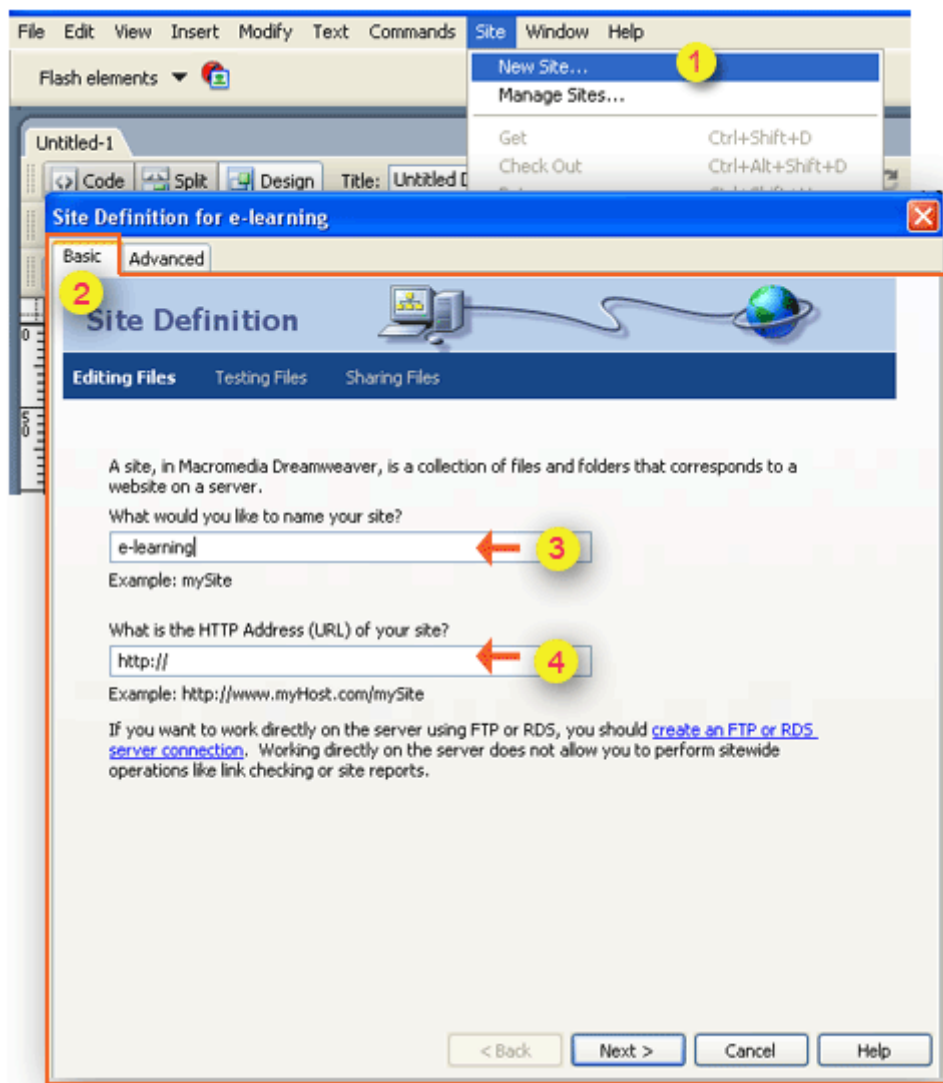 File Edit View Insert Modify Text Commands Site Window Help
Flash elements
New Site... 1
Manage Sites...
Get Ctrl+Shift+D
Check Out Ctrl+Alt+Shift+D
Untitled-1
Code Split Design Title: Untitled D
Site Definition for e-learning
Basic Advanced
2
Site Definition
Editing Files Testing Files Sharing Files
0
5
0
A site, in Macromedia Dreamweaver, is a collection of files and folders that corresponds to a
website on a server.
What would you like to name your site?
e-learning 3
Example: mySite
What is the HTTP Address (URL) of your site?
http:// 4
Example: http://www.myHost.com/mySite
If you want to work directly on the server using FTP or RDS, you should create an FTP or RDS
server connection. Working directly on the server does not allow you to perform sitewide
operations like link checking or site reports.
< Back Next > Cancel Help